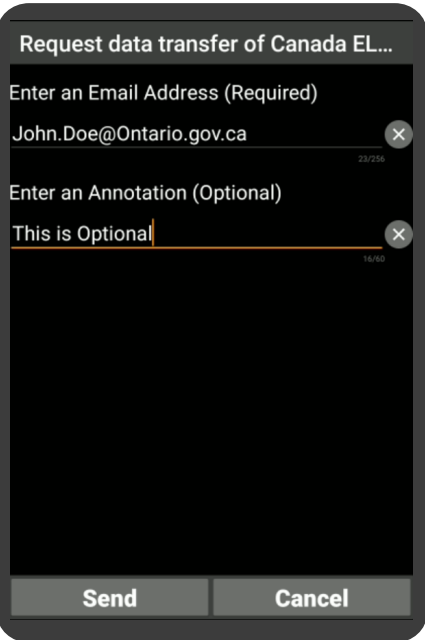 Request data transfer of Canada EL...
Enter an Email Address (Required)
John.Doe@Ontario.gov.ca
23/256
Enter an Annotation (Optional)
This is Optional
16/60
Send
Cancel